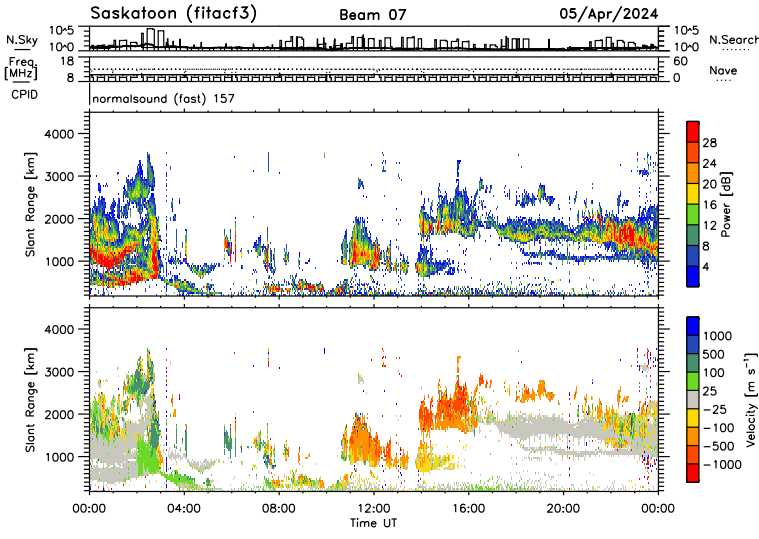 Saskatoon (fitacf3) Beam 07 05/Apr/2024
N.Sky 10^5 10^0 10^5 10^0 N.Search
Freq. [MHz] 18 8 60 0 Nave
CPID normalsound (fast) 157
Slant Range [km] 4000 3000 2000 1000
Power [dB] 28 24 20 16 12 8 4
Slant Range [km] 4000 3000 2000 1000
Velocity [m s^-1] 1000 500 100 25 -25 -100 -500 -1000
00:00 04:00 08:00 12:00 16:00 20:00 00:00
Time UT